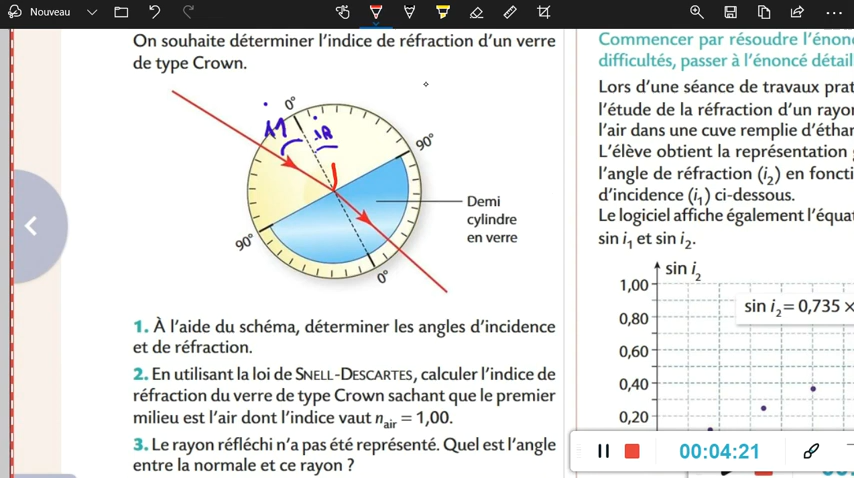 Nouveau
On souhaite déterminer l'indice de réfraction d'un verre
de type Crown.
0°
i1
iR
90°
Demi
cylindre
en verre
90°
0°
1. À l'aide du schéma, déterminer les angles d'incidence
et de réfraction.
2. En utilisant la loi de SNELL-DESCARTES, calculer l'indice de
réfraction du verre de type Crown sachant que le premier
milieu est l'air dont l'indice vaut nair = 1,00.
3. Le rayon réfléchi n'a pas été représenté. Quel est l'angle
entre la normale et ce rayon ?
Commencer par résoudre l'énon
difficultés, passer à l'énoncé détail
Lors d'une séance de travaux prat
l'étude de la réfraction d'un rayo
l'air dans une cuve remplie d'éthar
L'élève obtient la représentation
l'angle de réfraction (i2) en foncti
d'incidence (i1) ci-dessous.
Le logiciel affiche également l'équat
sin i1 et sin i2.
sin i2
1,00
sin i2 = 0,735 ×
0,80
0,60
0,40
0,20
00:04:21